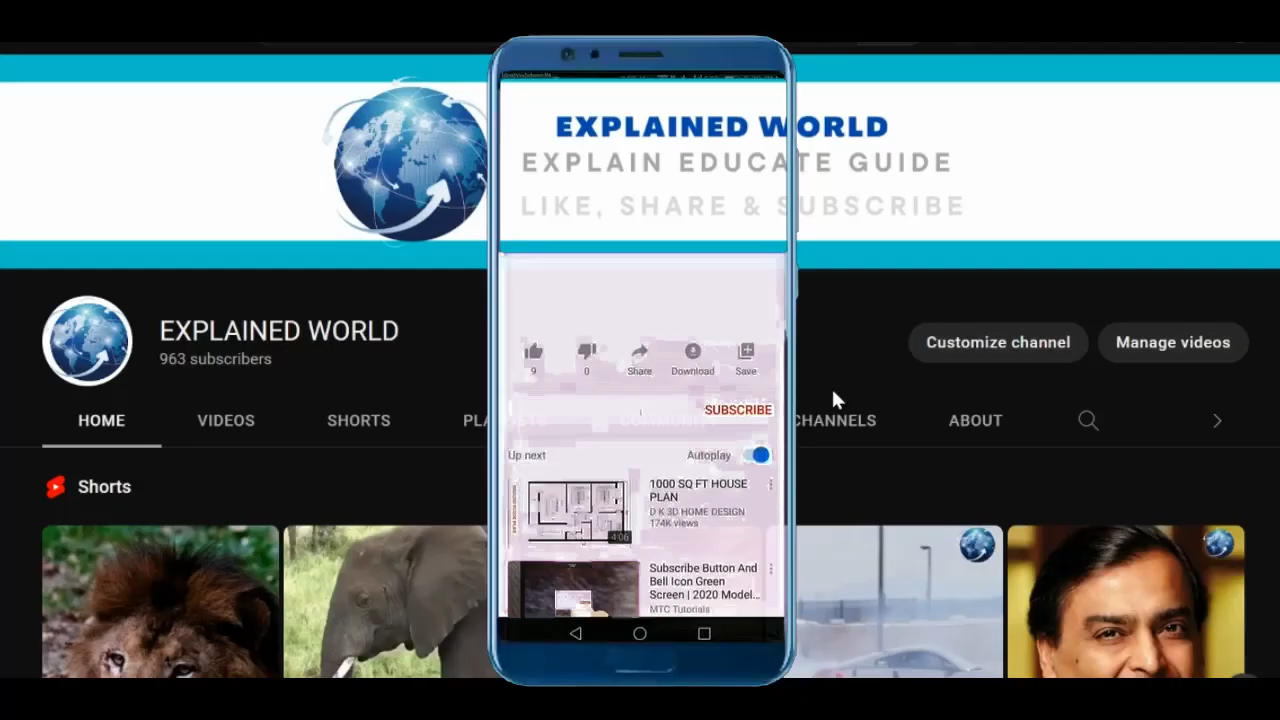 EXPLAINED WORLD
EXPLAIN EDUCATE GUIDE
LIKE, SHARE & SUBSCRIBE
EXPLAINED WORLD
963 subscribers
Customize channel
Manage videos
9
0
Share
Download
Save
SUBSCRIBE
HOME
VIDEOS
SHORTS
COMMUNITY
CHANNELS
ABOUT
Up next
Autoplay
Shorts
1000 SQ FT HOUSE
PLAN
D K 3D HOME DESIGN
174K views
4:06
Subscribe Button And
Bell Icon Green
Screen | 2020 Model...
MTC Tutorials